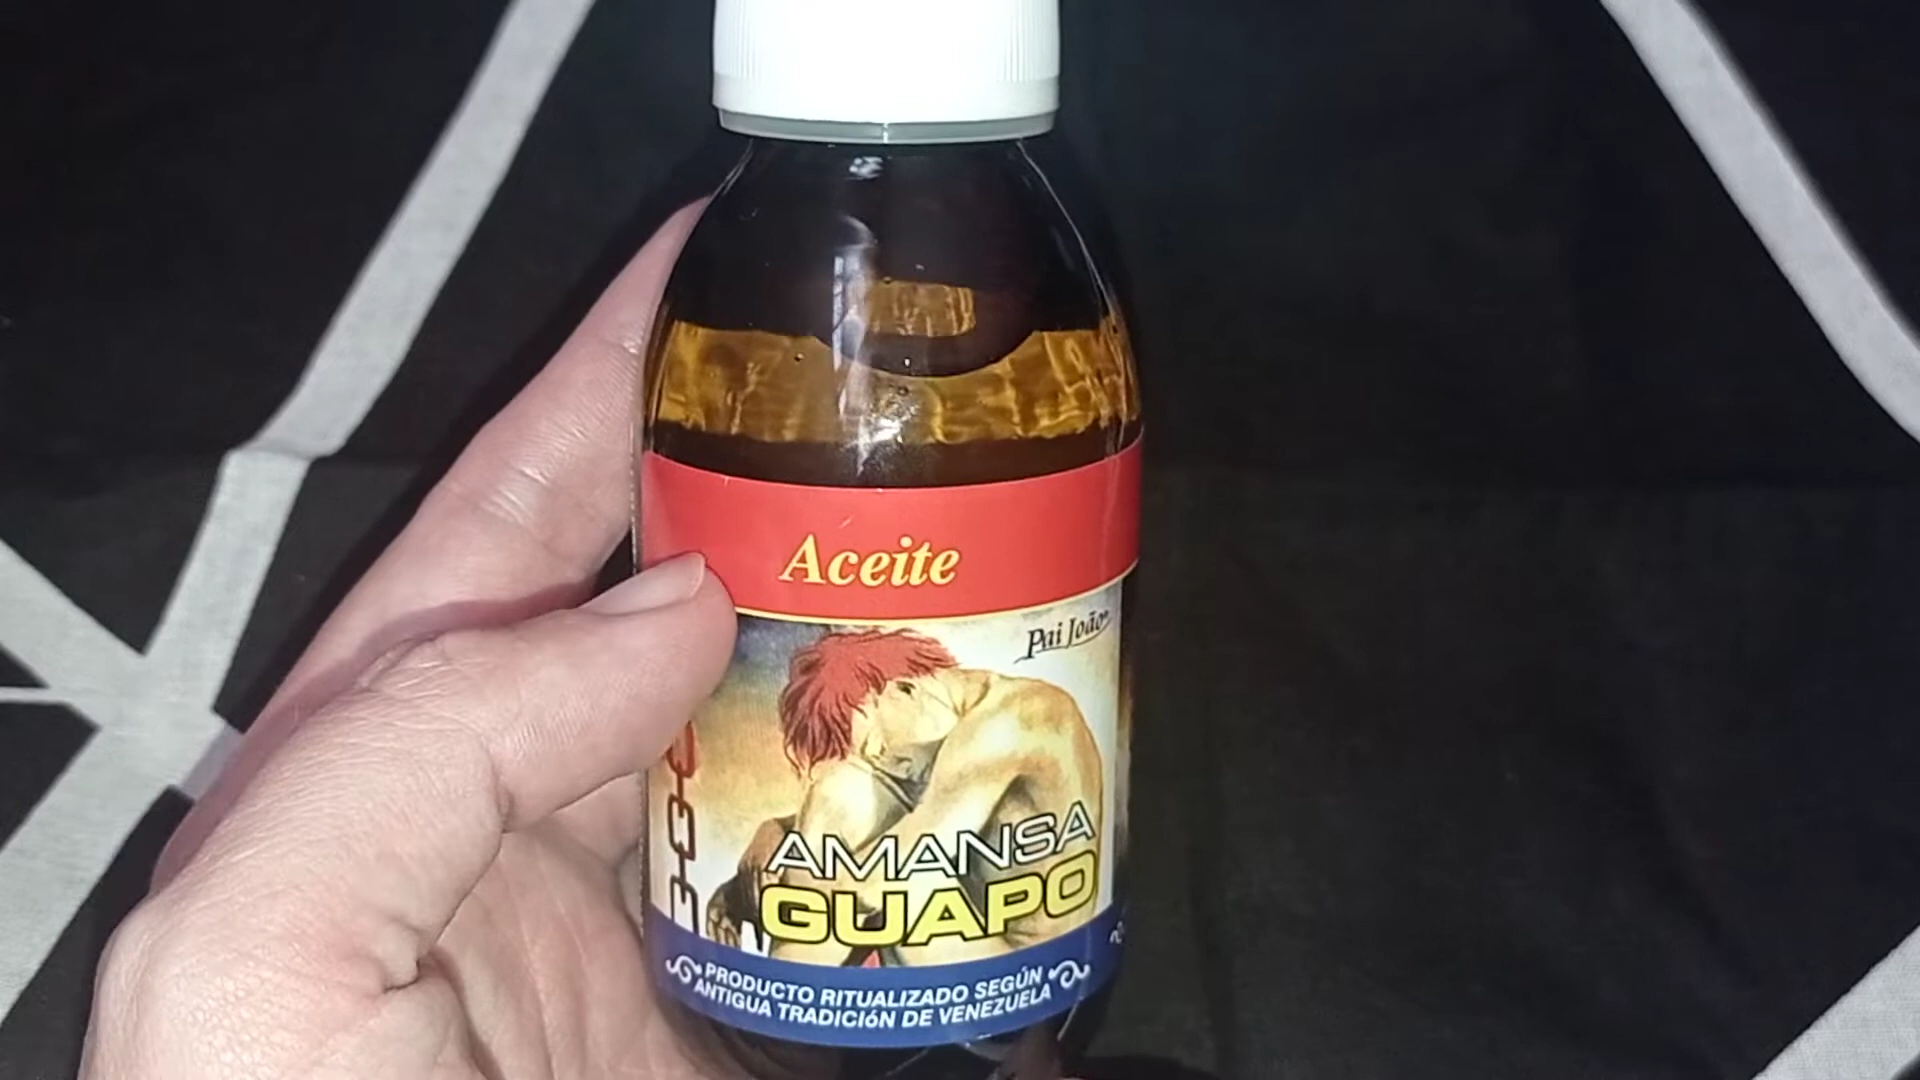 Aceite
Pai João
AMANSA
GUAPO
PRODUCTO RITUALIZADO SEGÚN
ANTIGUA TRADICIóN DE VENEZUELA